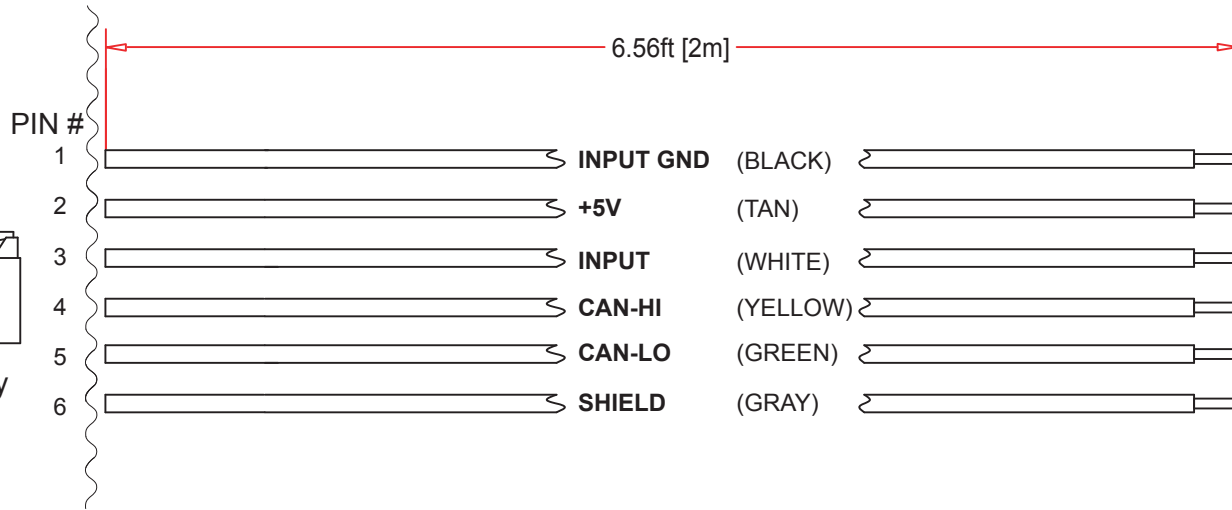 6.56ft [2m]
PIN #
1 INPUT GND (BLACK)
2 +5V (TAN)
3 INPUT (WHITE)
4 CAN-HI (YELLOW)
5 CAN-LO (GREEN)
6 SHIELD (GRAY)